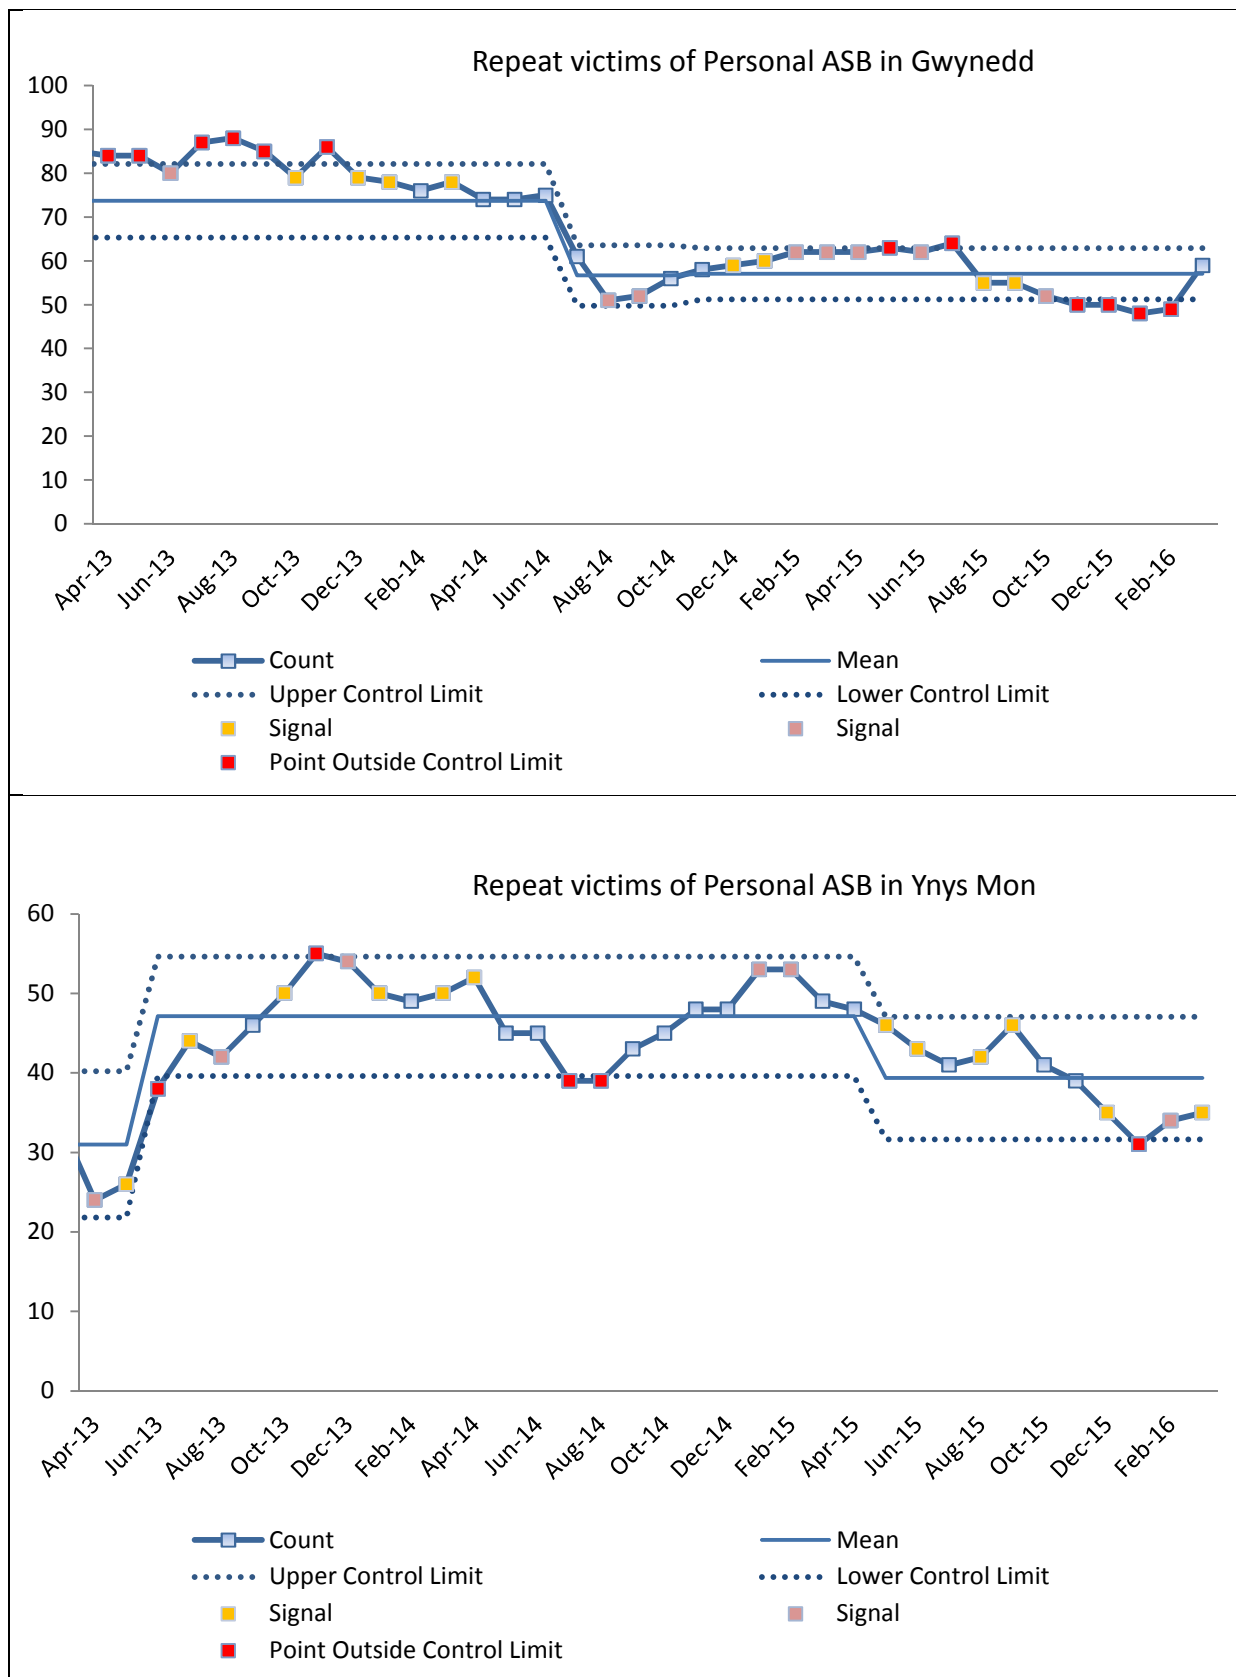 Repeat victims of Personal ASB in Gwynedd
100
90
80
70
60
50
40
30
20
10
0
Apr-13 Jun-13 Aug-13 Oct-13 Dec-13 Feb-14 Apr-14 Jun-14 Aug-14 Oct-14 Dec-14 Feb-15 Apr-15 Jun-15 Aug-15 Oct-15 Dec-15 Feb-16
Count Mean
Upper Control Limit Lower Control Limit
Signal Signal
Point Outside Control Limit
Repeat victims of Personal ASB in Ynys Mon
60
50
40
30
20
10
0
Apr-13 Jun-13 Aug-13 Oct-13 Dec-13 Feb-14 Apr-14 Jun-14 Aug-14 Oct-14 Dec-14 Feb-15 Apr-15 Jun-15 Aug-15 Oct-15 Dec-15 Feb-16
Count Mean
Upper Control Limit Lower Control Limit
Signal Signal
Point Outside Control Limit